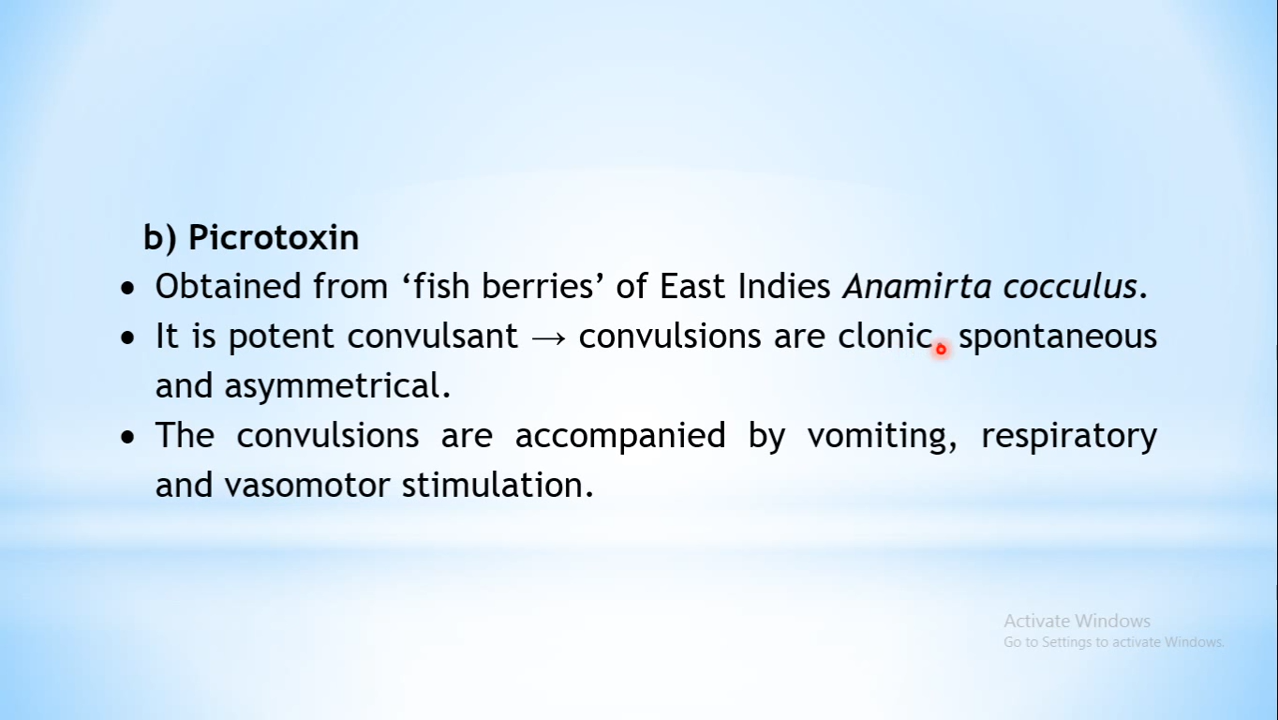 b) Picrotoxin
• Obtained from ‘fish berries’ of East Indies Anamirta cocculus.
• It is potent convulsant → convulsions are clonic, spontaneous
and asymmetrical.
• The convulsions are accompanied by vomiting, respiratory
and vasomotor stimulation.
Activate Windows
Go to Settings to activate Windows.